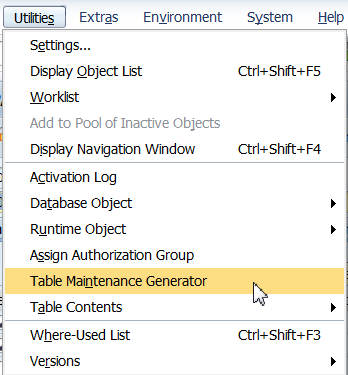 Utilities Extras Environment System Help
Settings...
Display Object List Ctrl+Shift+F5
Worklist
Add to Pool of Inactive Objects
Display Navigation Window Ctrl+Shift+F4
Activation Log
Database Object
Runtime Object
Assign Authorization Group
Table Maintenance Generator
Table Contents
Where-Used List Ctrl+Shift+F3
Versions